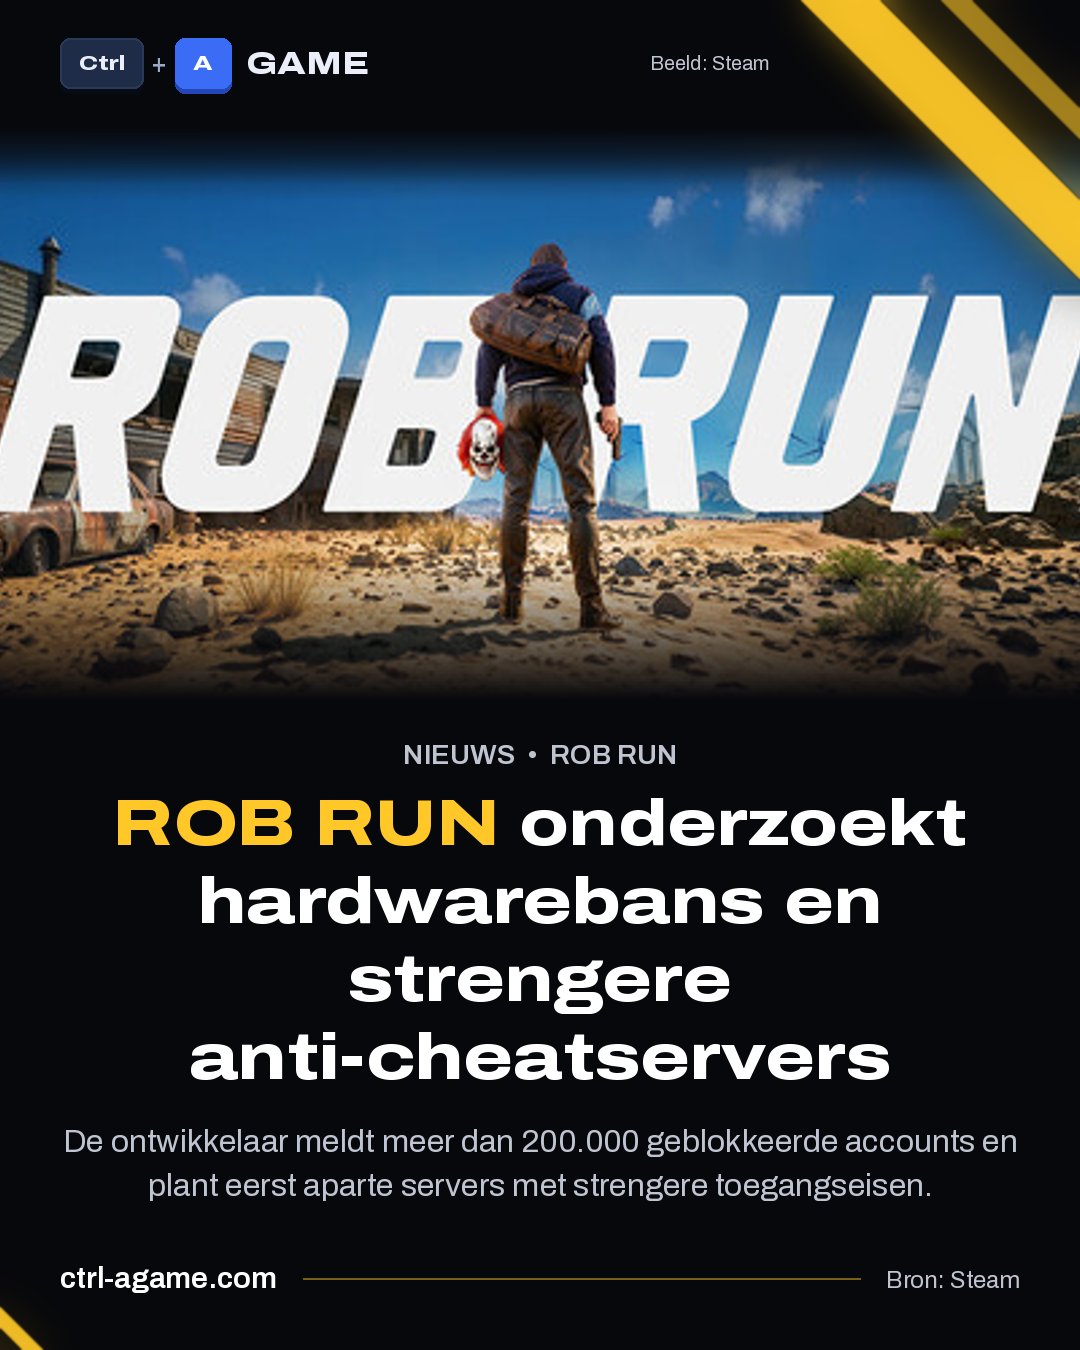 Ctrl + A GAME
Beeld: Steam
ROB RUN
NIEUWS • ROB RUN
ROB RUN onderzoekt
hardwarebans en
strengere
anti-cheatservers
De ontwikkelaar meldt meer dan 200.000 geblokkeerde accounts en
plant eerst aparte servers met strengere toegangseisen.
ctrl-agame.com
Bron: Steam